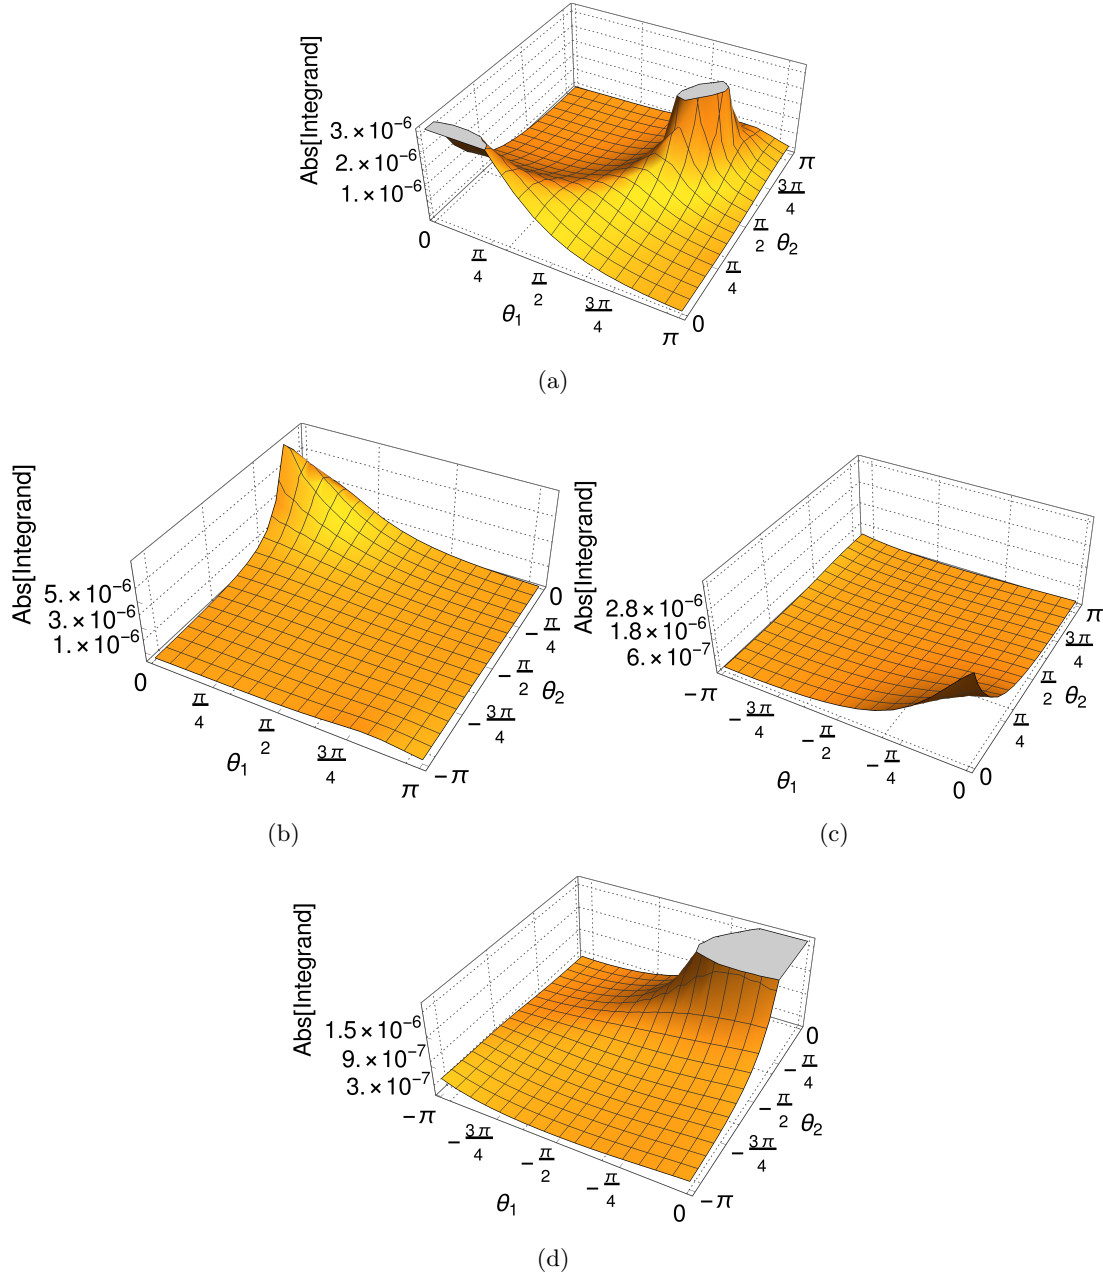 Abs[Integrand]
3.×10⁻⁶
2.×10⁻⁶
1.×10⁻⁶
0
π/4
π/2
3π/4
π
θ₁
0
π/4
π/2
3π/4
π
θ₂
(a)
Abs[Integrand]
5.×10⁻⁶
3.×10⁻⁶
1.×10⁻⁶
0
π/4
π/2
3π/4
π
θ₁
0
−π/4
−π/2
−3π/4
−π
θ₂
(b)
Abs[Integrand]
2.8×10⁻⁶
1.8×10⁻⁶
6.×10⁻⁷
−π
−3π/4
−π/2
−π/4
0
θ₁
π
3π/4
π/2
π/4
0
θ₂
(c)
Abs[Integrand]
1.5×10⁻⁶
9.×10⁻⁷
3.×10⁻⁷
−π
−3π/4
−π/2
−π/4
0
θ₁
0
−π/4
−π/2
−3π/4
−π
θ₂
(d)